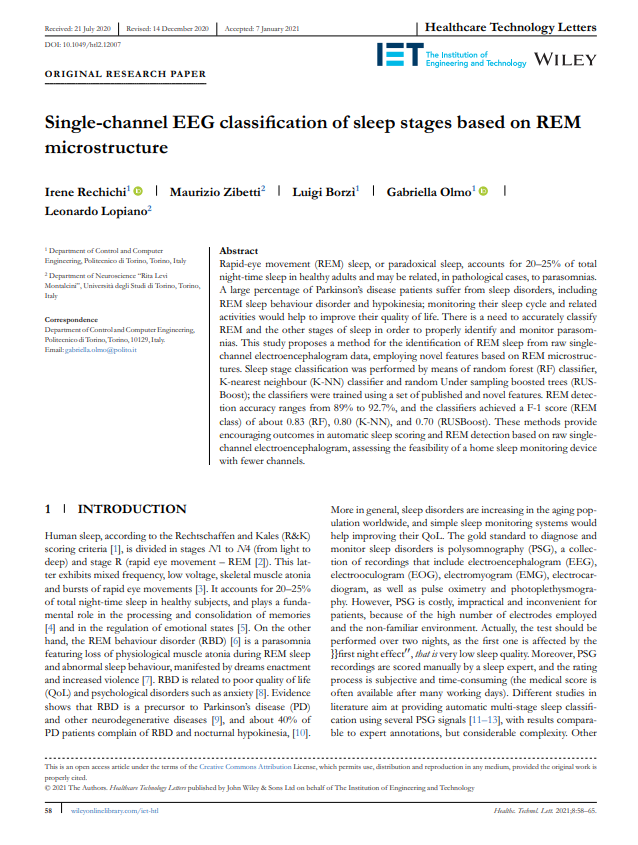 Received: 21 July 2020 | Revised: 14 December 2020 | Accepted: 7 January 2021
Healthcare Technology Letters
DOI: 10.1049/htl2.12007
IET The Institution of
Engineering and Technology
WILEY
ORIGINAL RESEARCH PAPER
Single-channel EEG classification of sleep stages based on REM
microstructure
Irene Rechichi1 iD | Maurizio Zibetti2 | Luigi Borzì1 | Gabriella Olmo1 iD |
Leonardo Lopiano2
1 Department of Control and Computer
Engineering, Politecnico di Torino, Torino, Italy
2 Department of Neuroscience “Rita Levi
Montalcini”, Università degli Studi di Torino, Torino,
Italy
Correspondence
Department of Control and Computer Engineering,
Politecnico di Torino, Torino, 10129, Italy.
Email: gabriella.olmo@polito.it
Abstract
Rapid-eye movement (REM) sleep, or paradoxical sleep, accounts for 20–25% of total
night-time sleep in healthy adults and may be related, in pathological cases, to parasomnias.
A large percentage of Parkinson's disease patients suffer from sleep disorders, including
REM sleep behaviour disorder and hypokinesia; monitoring their sleep cycle and related
activities would help to improve their quality of life. There is a need to accurately classify
REM and the other stages of sleep in order to properly identify and monitor parasom-
nias. This study proposes a method for the identification of REM sleep from raw single-
channel electroencephalogram data, employing novel features based on REM microstruc-
tures. Sleep stage classification was performed by means of random forest (RF) classifier,
K-nearest neighbour (K-NN) classifier and random Under sampling boosted trees (RUS-
Boost); the classifiers were trained using a set of published and novel features. REM detec-
tion accuracy ranges from 89% to 92.7%, and the classifiers achieved a F-1 score (REM
class) of about 0.83 (RF), 0.80 (K-NN), and 0.70 (RUSBoost). These methods provide
encouraging outcomes in automatic sleep scoring and REM detection based on raw single-
channel electroencephalogram, assessing the feasibility of a home sleep monitoring device
with fewer channels.
1 | INTRODUCTION
Human sleep, according to the Rechtschaffen and Kales (R&K)
scoring criteria [1], is divided in stages N1 to N4 (from light to
deep) and stage R (rapid eye movement – REM [2]). This lat-
ter exhibits mixed frequency, low voltage, skeletal muscle atonia
and bursts of rapid eye movements [3]. It accounts for 20–25%
of total night-time sleep in healthy subjects, and plays a funda-
mental role in the processing and consolidation of memories
[4] and in the regulation of emotional states [5]. On the other
hand, the REM behaviour disorder (RBD) [6] is a parasomnia
featuring loss of physiological muscle atonia during REM sleep
and abnormal sleep behaviour, manifested by dreams enactment
and increased violence [7]. RBD is related to poor quality of life
(QoL) and psychological disorders such as anxiety [8]. Evidence
shows that RBD is a precursor to Parkinson's disease (PD)
and other neurodegenerative diseases [9], and about 40% of
PD patients complain of RBD and nocturnal hypokinesia, [10].
More in general, sleep disorders are increasing in the aging pop-
ulation worldwide, and simple sleep monitoring systems would
help improving their QoL. The gold standard to diagnose and
monitor sleep disorders is polysomnography (PSG), a collec-
tion of recordings that include electroencephalogram (EEG),
electrooculogram (EOG), electromyogram (EMG), electrocar-
diogram, as well as pulse oximetry and photoplethysmogra-
phy. However, PSG is costly, impractical and inconvenient for
patients, because of the high number of electrodes employed
and the non-familiar environment. Actually, the test should be
performed over two nights, as the first one is affected by the
}}first night effect″, that is very low sleep quality. Moreover, PSG
recordings are scored manually by a sleep expert, and the rating
process is subjective and time-consuming (the medical score is
often available after many working days). Different studies in
literature aim at providing automatic multi-stage sleep classifi-
cation using several PSG signals [11–13], with results compara-
ble to expert annotations, but considerable complexity. Other
This is an open access article under the terms of the Creative Commons Attribution License, which permits use, distribution and reproduction in any medium, provided the original work is
properly cited.
© 2021 The Authors. Healthcare Technology Letters published by John Wiley & Sons Ltd on behalf of The Institution of Engineering and Technology
58 | wileyonlinelibrary.com/iet-htl
Healthc. Technol. Lett. 2021;8:58–65.